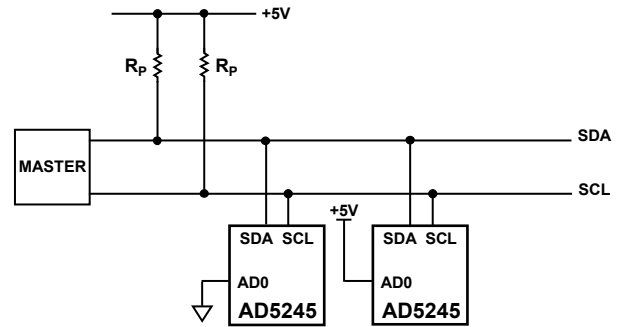 +5V
RP RP
SDA
MASTER
SCL
+5V
SDA SCL SDA SCL
AD0 AD0
AD5245 AD5245